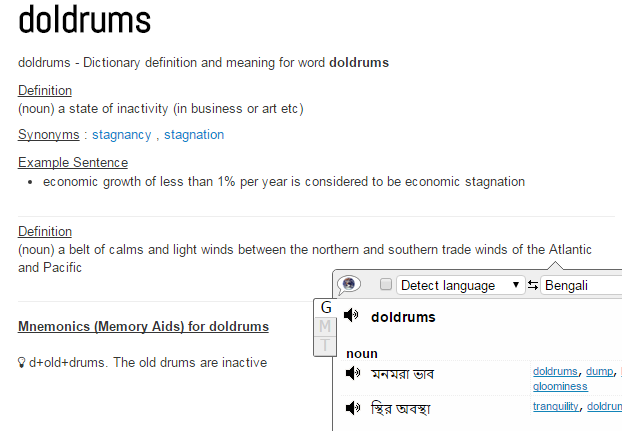 doldrums
doldrums - Dictionary definition and meaning for word doldrums
Definition
(noun) a state of inactivity (in business or art etc)
Synonyms : stagnancy , stagnation
Example Sentence
• economic growth of less than 1% per year is considered to be economic stagnation
Definition
(noun) a belt of calms and light winds between the northern and southern trade winds of the Atlantic
and Pacific
Mnemonics (Memory Aids) for doldrums
d+old+drums. The old drums are inactive
Detect language ▼ ⇆ Bengali
G
M
T
doldrums
noun
মনমরা ভাব
doldrums, dump,
gloominess
স্থির অবস্থা
tranquility, doldrum